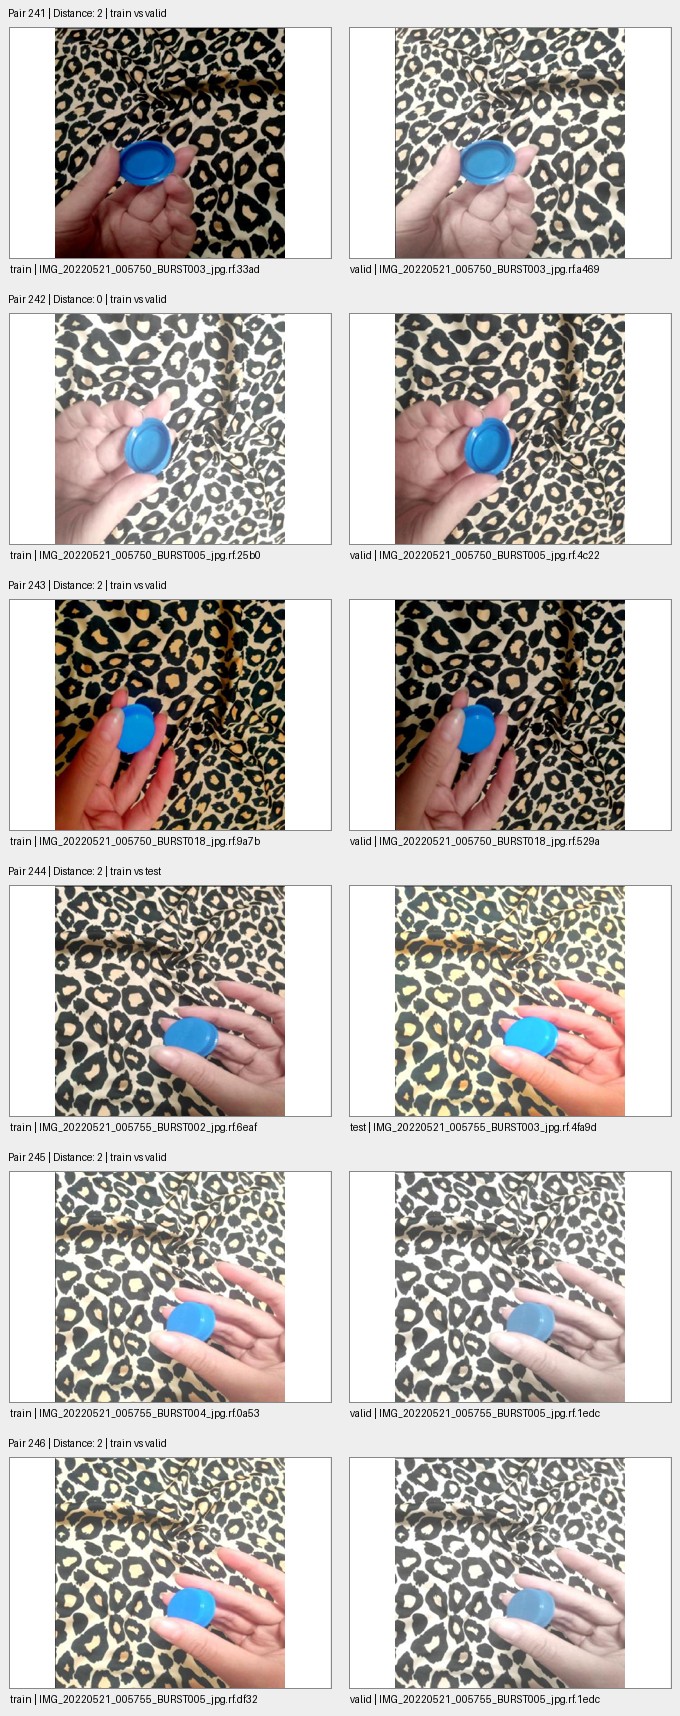 Pair 241 | Distance: 2 | train vs valid
train | IMG_20220521_005750_BURST003_jpg.rf.33ad
valid | IMG_20220521_005750_BURST003_jpg.rf.a469
Pair 242 | Distance: 0 | train vs valid
train | IMG_20220521_005750_BURST005_jpg.rf.25b0
valid | IMG_20220521_005750_BURST005_jpg.rf.4c22
Pair 243 | Distance: 2 | train vs valid
train | IMG_20220521_005750_BURST018_jpg.rf.9a7b
valid | IMG_20220521_005750_BURST018_jpg.rf.529a
Pair 244 | Distance: 2 | train vs test
train | IMG_20220521_005755_BURST002_jpg.rf.6eaf
test | IMG_20220521_005755_BURST003_jpg.rf.4fa9d
Pair 245 | Distance: 2 | train vs valid
train | IMG_20220521_005755_BURST004_jpg.rf.0a53
valid | IMG_20220521_005755_BURST005_jpg.rf.1edc
Pair 246 | Distance: 2 | train vs valid
train | IMG_20220521_005755_BURST005_jpg.rf.df32
valid | IMG_20220521_005755_BURST005_jpg.rf.1edc